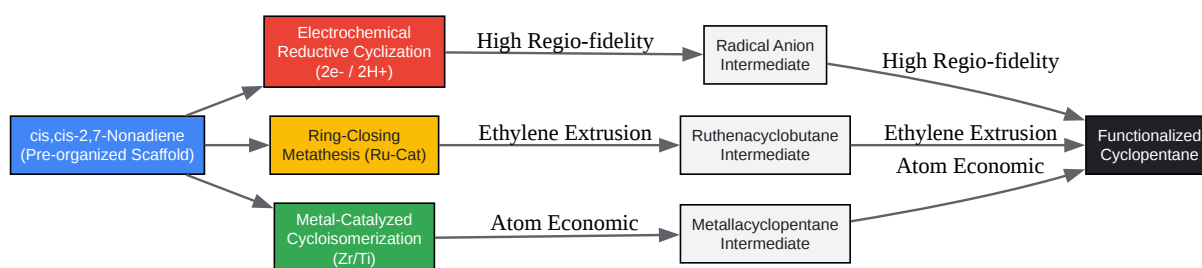 Electrochemical
Reductive Cyclization
(2e- / 2H+)
High Regio-fidelity
Radical Anion
Intermediate
High Regio-fidelity
cis,cis-2,7-Nonadiene
(Pre-organized Scaffold)
Ring-Closing
Metathesis (Ru-Cat)
Ethylene Extrusion
Ruthenacyclobutane
Intermediate
Ethylene Extrusion
Functionalized
Cyclopentane
Metal-Catalyzed
Cycloisomerization
(Zr/Ti)
Atom Economic
Metallacyclopentane
Intermediate
Atom Economic